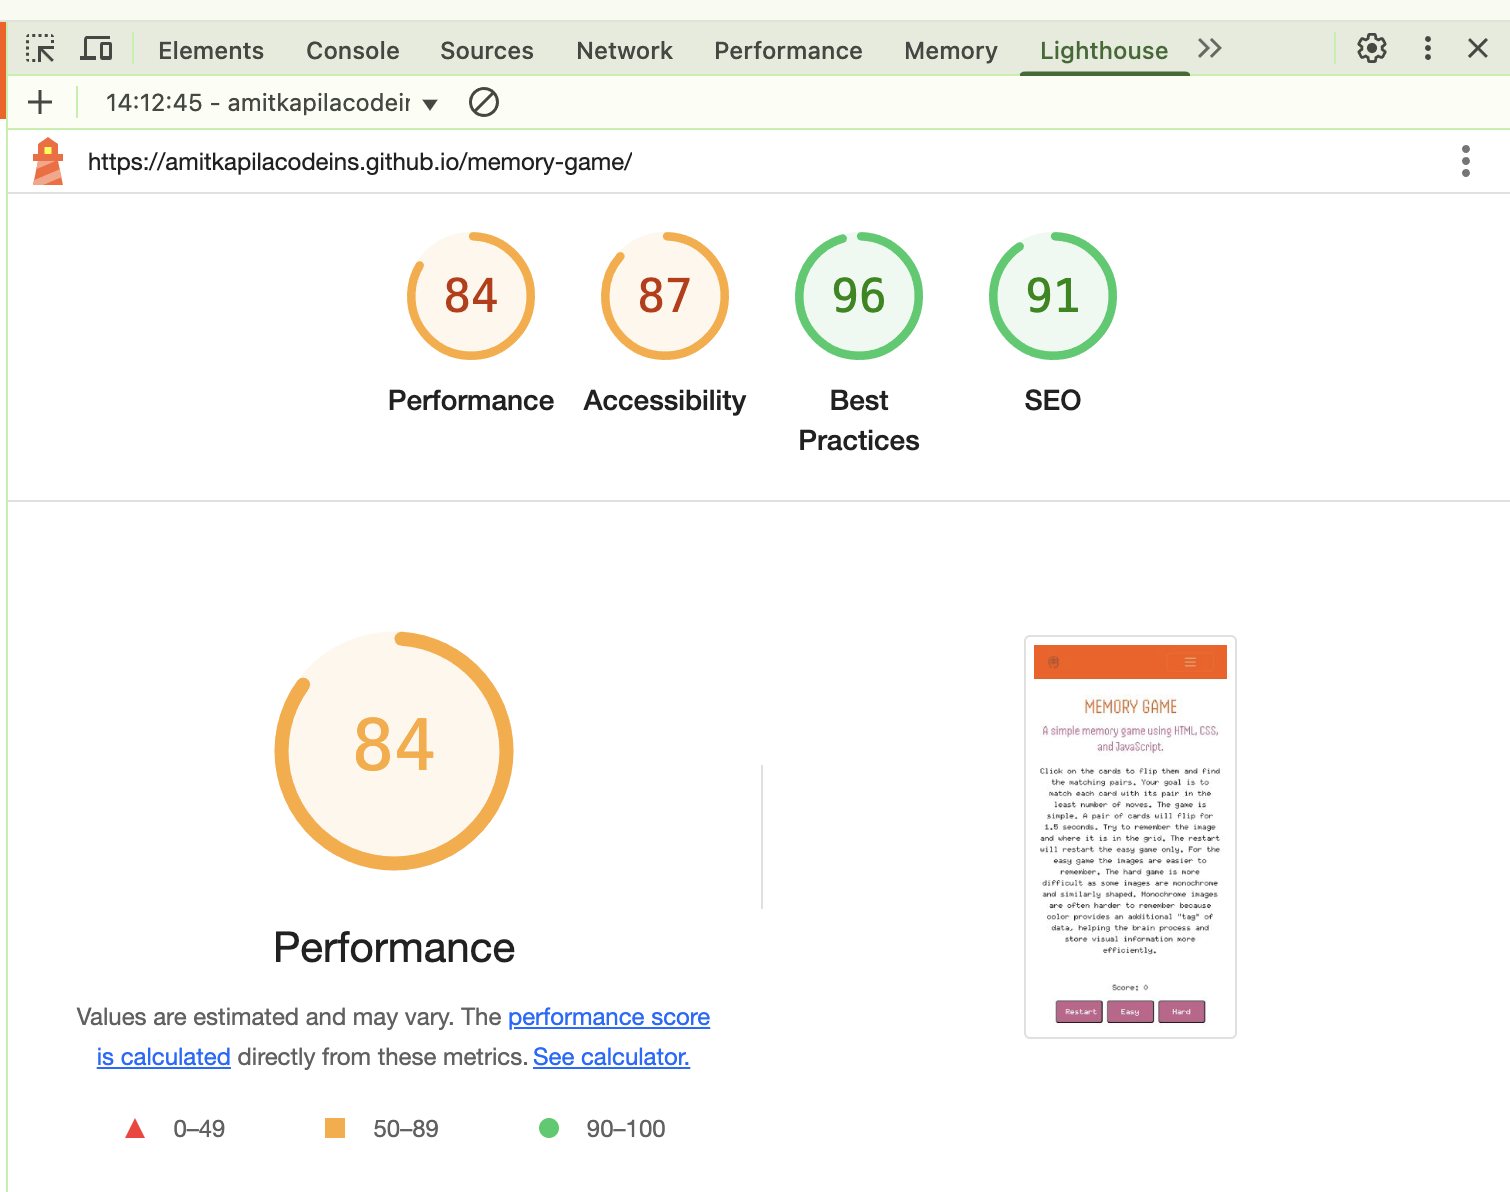 Elements Console Sources Network Performance Memory Lighthouse
14:12:45 - amitkapilacodeir
https://amitkapilacodeins.github.io/memory-game/
84 87 96 91
Performance Accessibility Best Practices SEO
84
Performance
Values are estimated and may vary. The performance score
is calculated directly from these metrics. See calculator.
0–49 50–89 90–100
MEMORY GAME
A simple memory game using HTML, CSS,
and JavaScript.
Click on the cards to flip them and find
the matching pairs. Your goal is to
match each card with its pair in the
least number of moves. The game is
simple. A pair of cards will flip for
1.5 seconds. Try to remember the image
and where it is in the grid. The restart
will restart the easy game only. For the
easy game the images are easier to
remember. The hard game is more
difficult as some images are monochrome
and similarly shaped. Monochrome images
are often harder to remember because
color provides an additional "tag" of
data, helping the brain process and
store visual information more
efficiently.
Score: 0
Restart Easy Hard